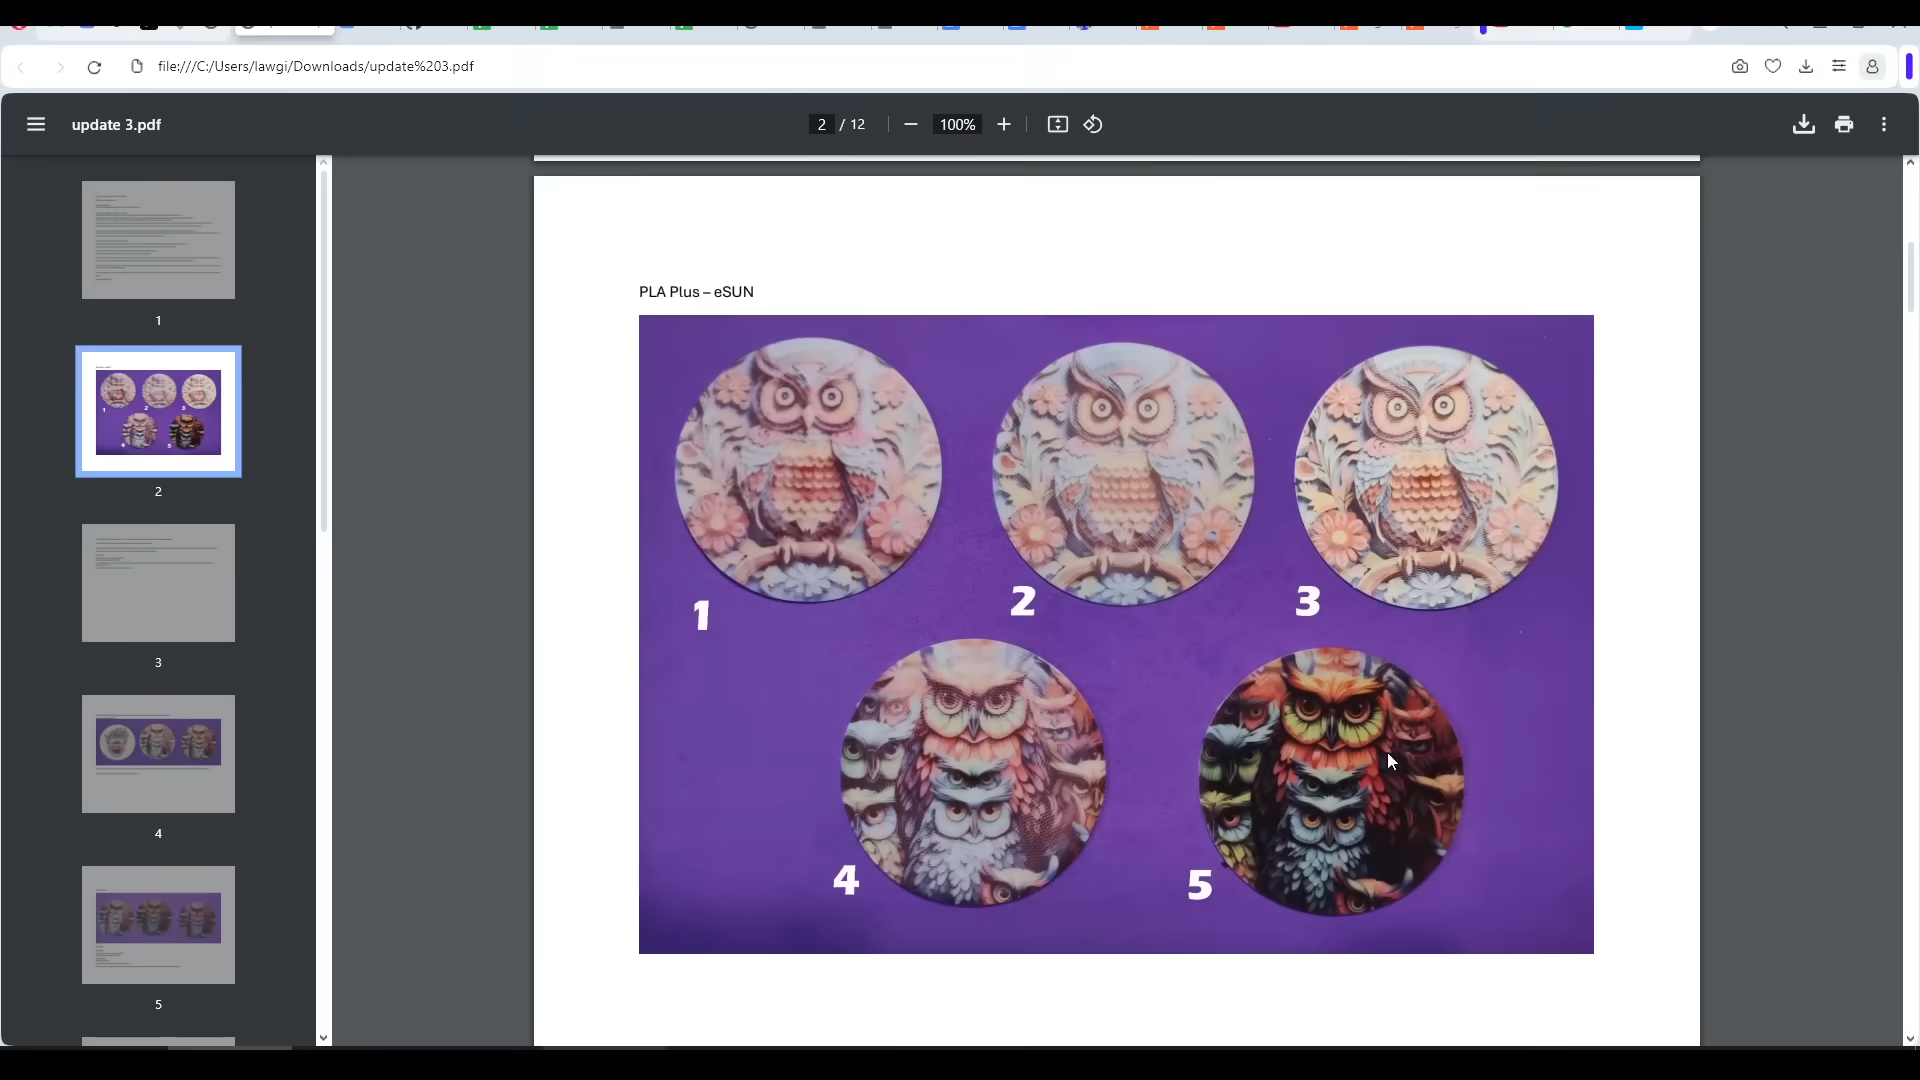 file:///C:/Users/lawgi/Downloads/update%203.pdf
update 3.pdf
2 / 12
100%
1
2
3
4
5
PLA Plus – eSUN
1
2
3
4
5